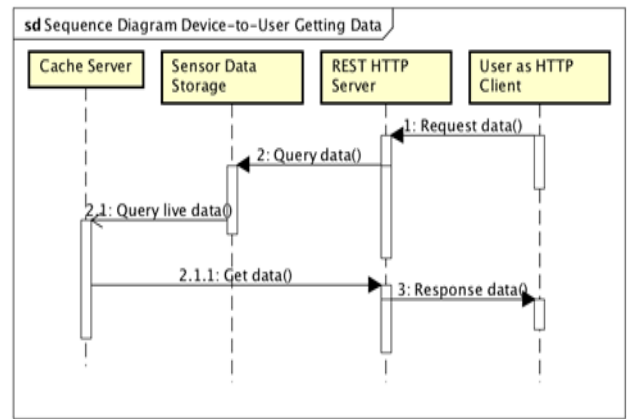 sd Sequence Diagram Device-to-User Getting Data
Cache Server
Sensor Data
Storage
REST HTTP
Server
User as HTTP
Client
1: Request data()
2: Query data()
2.1: Query live data()
2.1.1: Get data()
3: Response data()